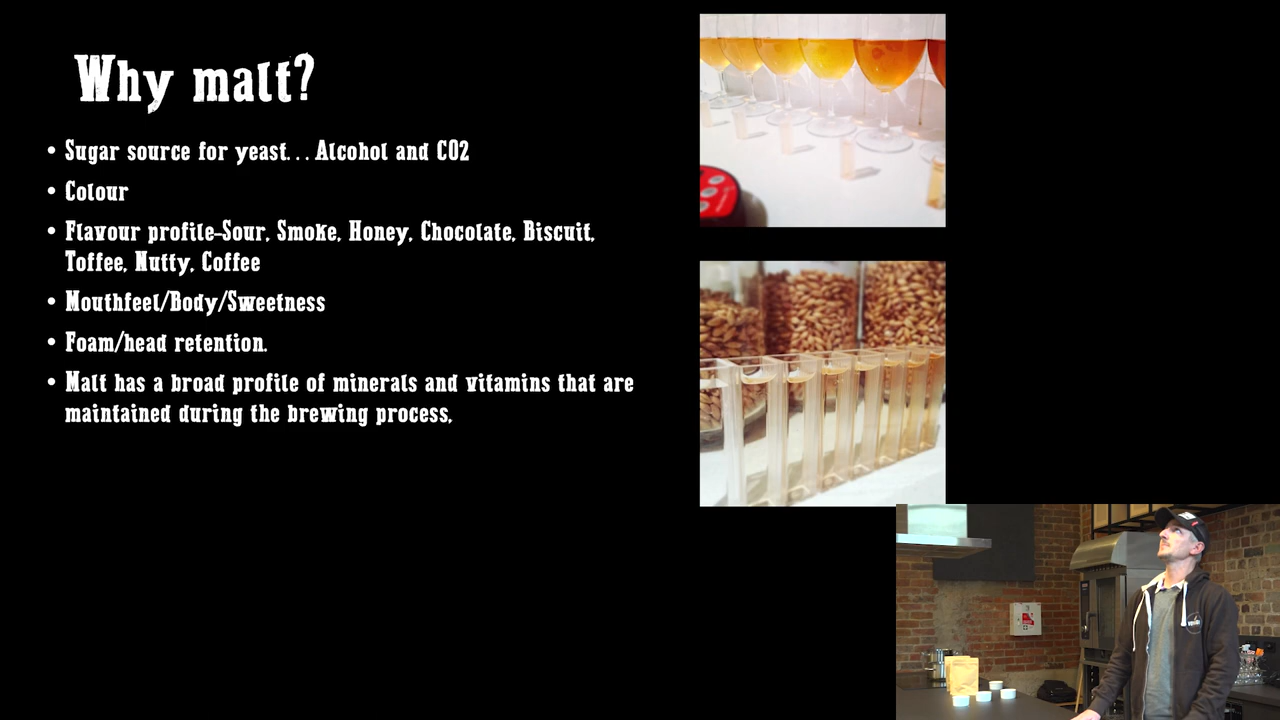 Why malt?
• Sugar source for yeast...Alcohol and CO2
• Colour
• Flavour profile-Sour, Smoke, Honey, Chocolate, Biscuit,
Toffee, Nutty, Coffee
• Mouthfeel/Body/Sweetness
• Foam/head retention.
• Malt has a broad profile of minerals and vitamins that are
maintained during the brewing process,